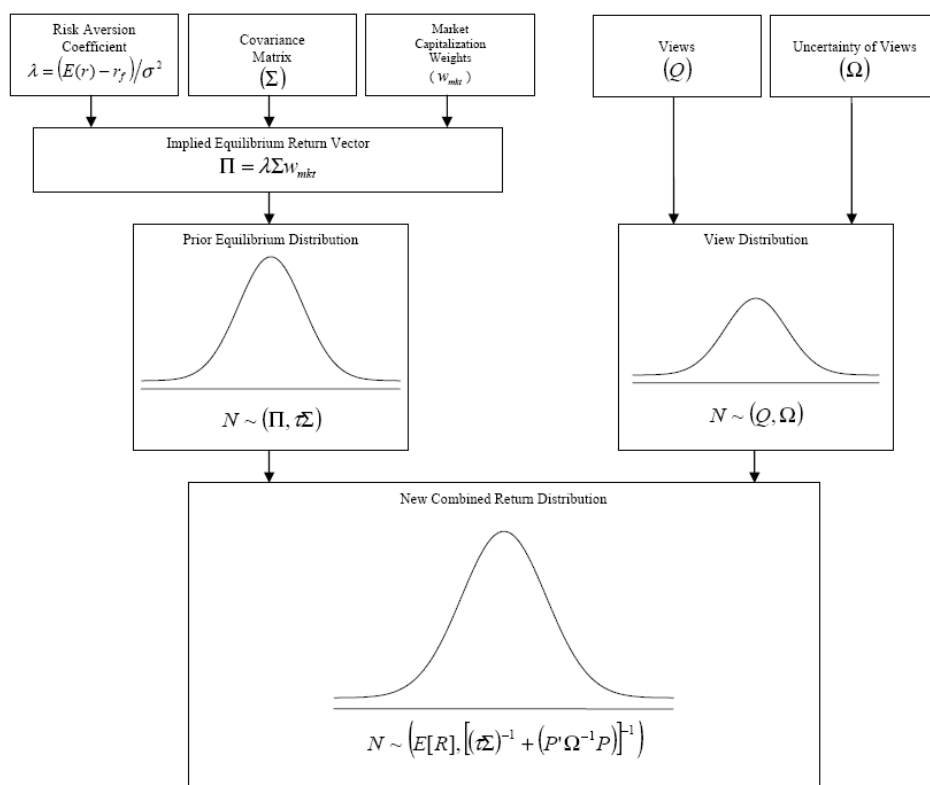 Risk Aversion
Coefficient
λ = (E(r) − r_f)/σ²
Covariance
Matrix
(Σ)
Market
Capitalization
Weights
(w_mkt)
Views
(Q)
Uncertainty of Views
(Ω)
Implied Equilibrium Return Vector
Π = λΣw_mkt
Prior Equilibrium Distribution
N ~ (Π, τΣ)
View Distribution
N ~ (Q, Ω)
New Combined Return Distribution
N ~ (E[R], [(τΣ)⁻¹ + (P'Ω⁻¹P)]⁻¹)